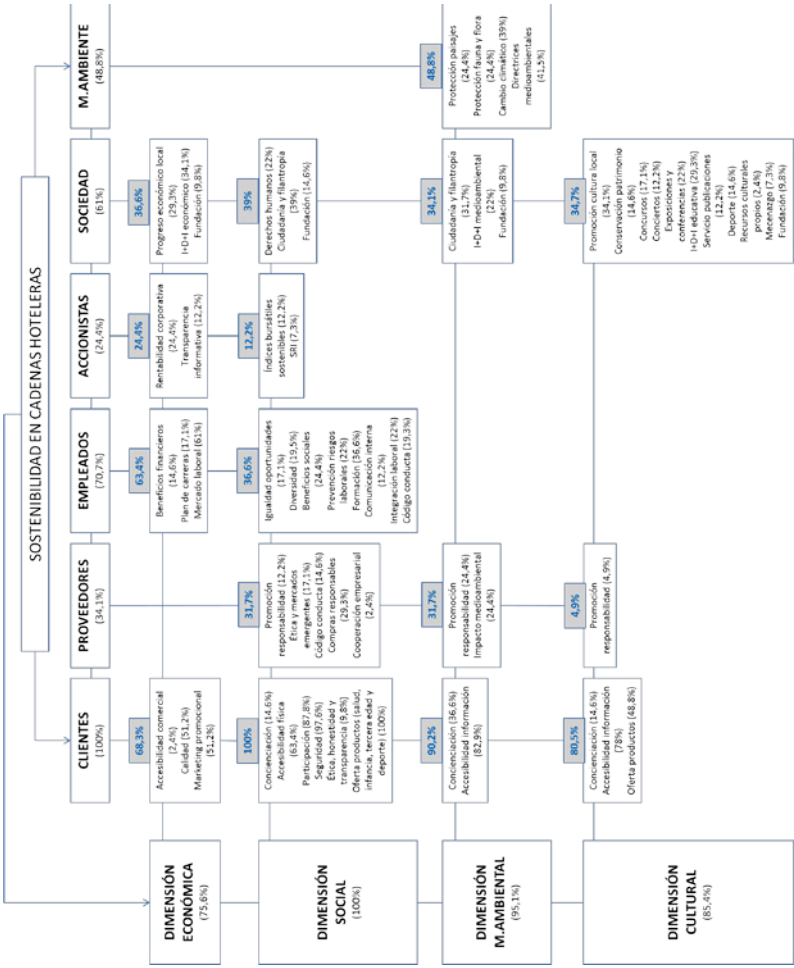 SOSTENIBILIDAD EN CADENAS HOTELERAS
CLIENTES
(100%)
PROVEEDORES
(34,1%)
EMPLEADOS
(70,7%)
ACCIONISTAS
(24,4%)
SOCIEDAD
(61%)
M.AMBIENTE
(48,8%)
DIMENSIÓN
ECONÓMICA
(75,6%)
68,3%
Accesibilidad comercial
(2,4%)
Calidad (51,2%)
Marketing promocional
(51,2%)
63,4%
Beneficios financieros
(14,6%)
Plan de carreras (17,1%)
Mercado laboral (61%)
24,4%
Rentabilidad corporativa
(24,4%)
Transparencia
informativa (12,2%)
36,6%
Progreso económico local
(29,3%)
I+D+I económico (34,1%)
Fundación (9,8%)
DIMENSIÓN
SOCIAL
(100%)
100%
Concienciación (14.6%)
Accesibilidad física
(63,4%)
Participación (87,8%)
Seguridad (97,6%)
Ética, honestidad y
transparencia (9,8%)
Oferta productos (salud,
infancia, tercera edad y
deporte) (100%)
31,7%
Promoción
responsabilidad (12,2%)
Ética y mercados
emergentes (17,1%)
Código conducta (14,6%)
Compras responsables
(29,3%)
Cooperación empresarial
(2,4%)
36,6%
Igualdad oportunidades
(17,1%)
Diversidad (19,5%)
Beneficios sociales
(24,4%)
Prevención riesgos
laborales (22%)
Formación (36,6%)
Comunicación interna
(12,2%)
Integración laboral (22%)
Código conducta (19,3%)
12,2%
Índices bursátiles
sostenibles (12,2%)
SRI (7,3%)
39%
Derechos humanos (22%)
Ciudadanía y filantropía
(39%)
Fundación (14,6%)
DIMENSIÓN
M.AMBIENTAL
(95,1%)
90,2%
Concienciación (36,6%)
Accesibilidad información
(82,9%)
31,7%
Promoción
responsabilidad (24,4%)
Impacto medioambiental
(24,4%)
34,1%
Ciudadanía y filantropía
(31,7%)
I+D+I medioambiental
(22%)
Fundación (9,8%)
48,8%
Protección paisajes
(24,4%)
Protección fauna y flora
(24,4%)
Cambio climático (39%)
Directrices
medioambientales
(41,5%)
DIMENSIÓN
CULTURAL
(85,4%)
80,5%
Concienciación (14,6%)
Accesibilidad información
(78%)
Oferta productos (48,8%)
4,9%
Promoción
responsabilidad (4,9%)
34,7%
Promoción cultura local
(34,1%)
Conservación patrimonio
(14,6%)
Concursos (17,1%)
Conciertos (12,2%)
Exposiciones y
conferencias (22%)
I+D+I educativa (29,3%)
Servicio publicaciones
(12,2%)
Deporte (14,6%)
Recursos culturales
propios (2,4%)
Mecenazgo (7,3%)
Fundación (9,8%)